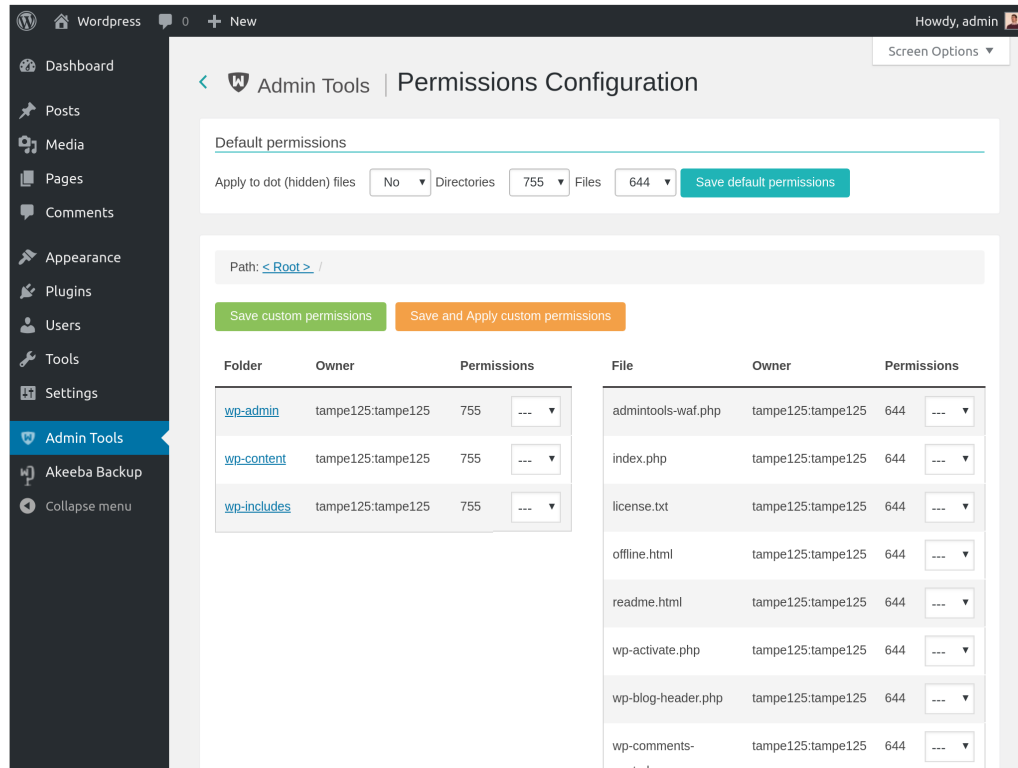 Wordpress 0 New Howdy, admin
Screen Options
Dashboard
Posts
Media
Pages
Comments
Appearance
Plugins
Users
Tools
Settings
Admin Tools
Akeeba Backup
Collapse menu
Admin Tools | Permissions Configuration
Default permissions
Apply to dot (hidden) files No Directories 755 Files 644 Save default permissions
Path: < Root > /
Save custom permissions Save and Apply custom permissions
Folder Owner Permissions
wp-admin tampe125:tampe125 755 ---
wp-content tampe125:tampe125 755 ---
wp-includes tampe125:tampe125 755 ---
File Owner Permissions
admintools-waf.php tampe125:tampe125 644 ---
index.php tampe125:tampe125 644 ---
license.txt tampe125:tampe125 644 ---
offline.html tampe125:tampe125 644 ---
readme.html tampe125:tampe125 644 ---
wp-activate.php tampe125:tampe125 644 ---
wp-blog-header.php tampe125:tampe125 644 ---
wp-comments- tampe125:tampe125 644 ---